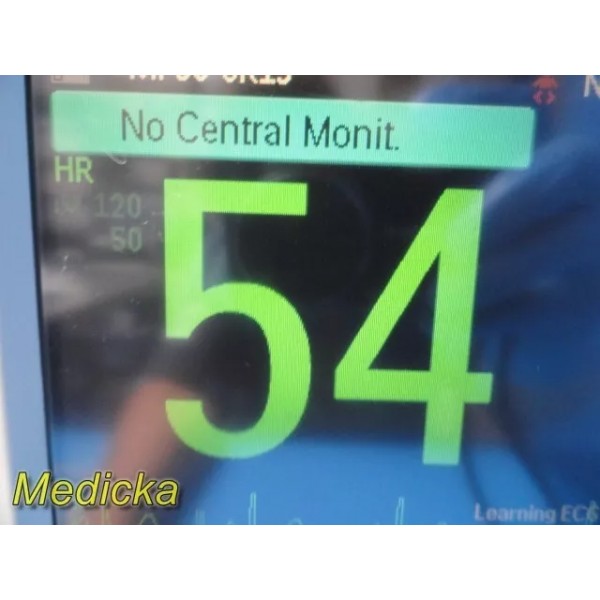 No Central Monit.
HR
120
50
54
Medicka
Learning ECG